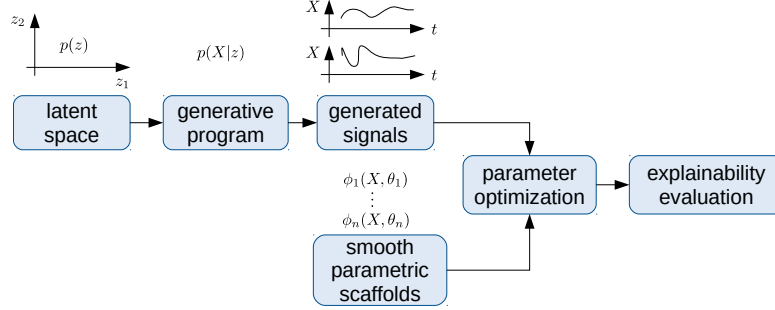 z₂
p(z)
z₁
p(X|z)
X
t
X
t
latent
space
generative
program
generated
signals
ϕ₁(X, θ₁)
⋮
ϕₙ(X, θₙ)
smooth
parametric
scaffolds
parameter
optimization
explainability
evaluation